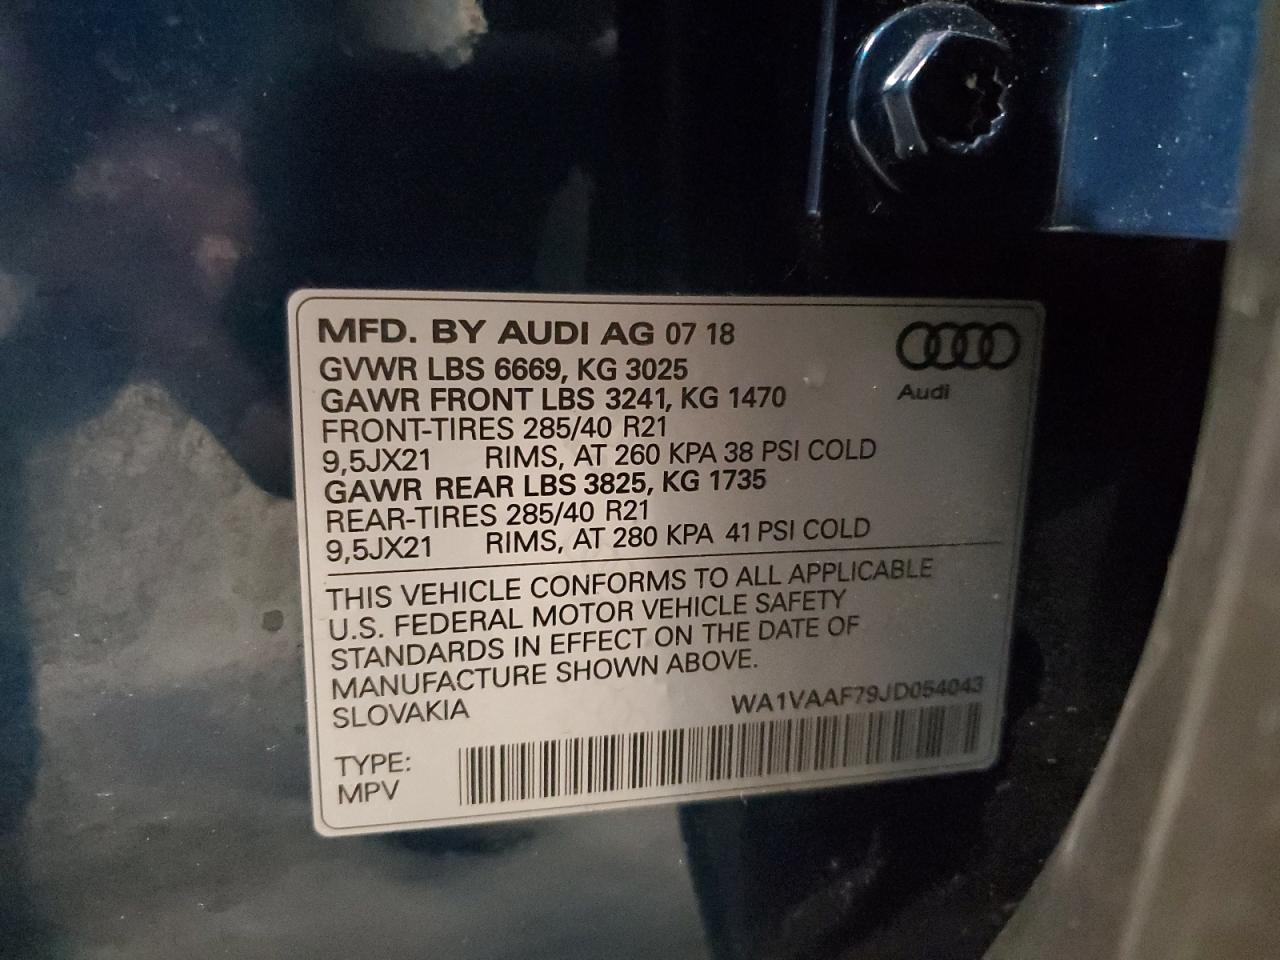 MFD. BY AUDI AG 07 18
GVWR LBS 6669, KG 3025
GAWR FRONT LBS 3241, KG 1470
FRONT-TIRES 285/40 R21
9,5JX21 RIMS, AT 260 KPA 38 PSI COLD
GAWR REAR LBS 3825, KG 1735
REAR-TIRES 285/40 R21
9,5JX21 RIMS, AT 280 KPA 41 PSI COLD
Audi
THIS VEHICLE CONFORMS TO ALL APPLICABLE
U.S. FEDERAL MOTOR VEHICLE SAFETY
STANDARDS IN EFFECT ON THE DATE OF
MANUFACTURE SHOWN ABOVE.
SLOVAKIA
WA1VAAF79JD054043
TYPE:
MPV